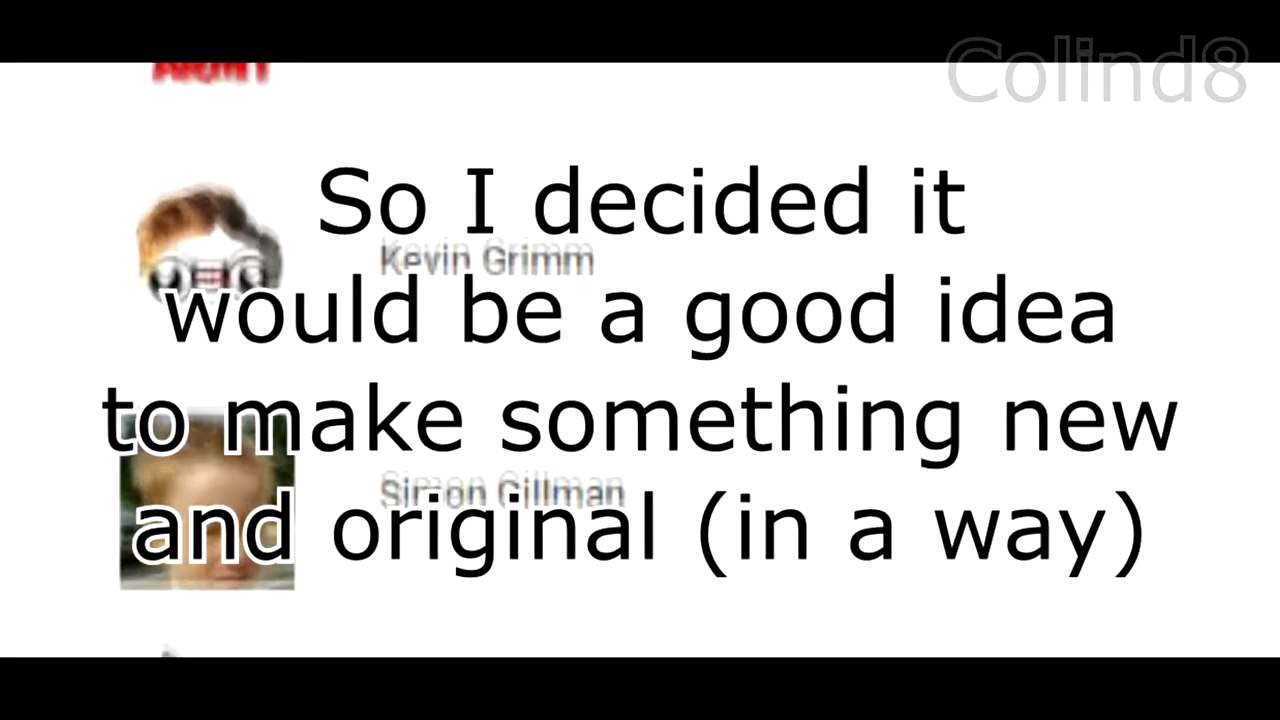 Colind8
So I decided it
Kevin Grimm
would be a good idea
to make something new
Simon Gillman
and original (in a way)